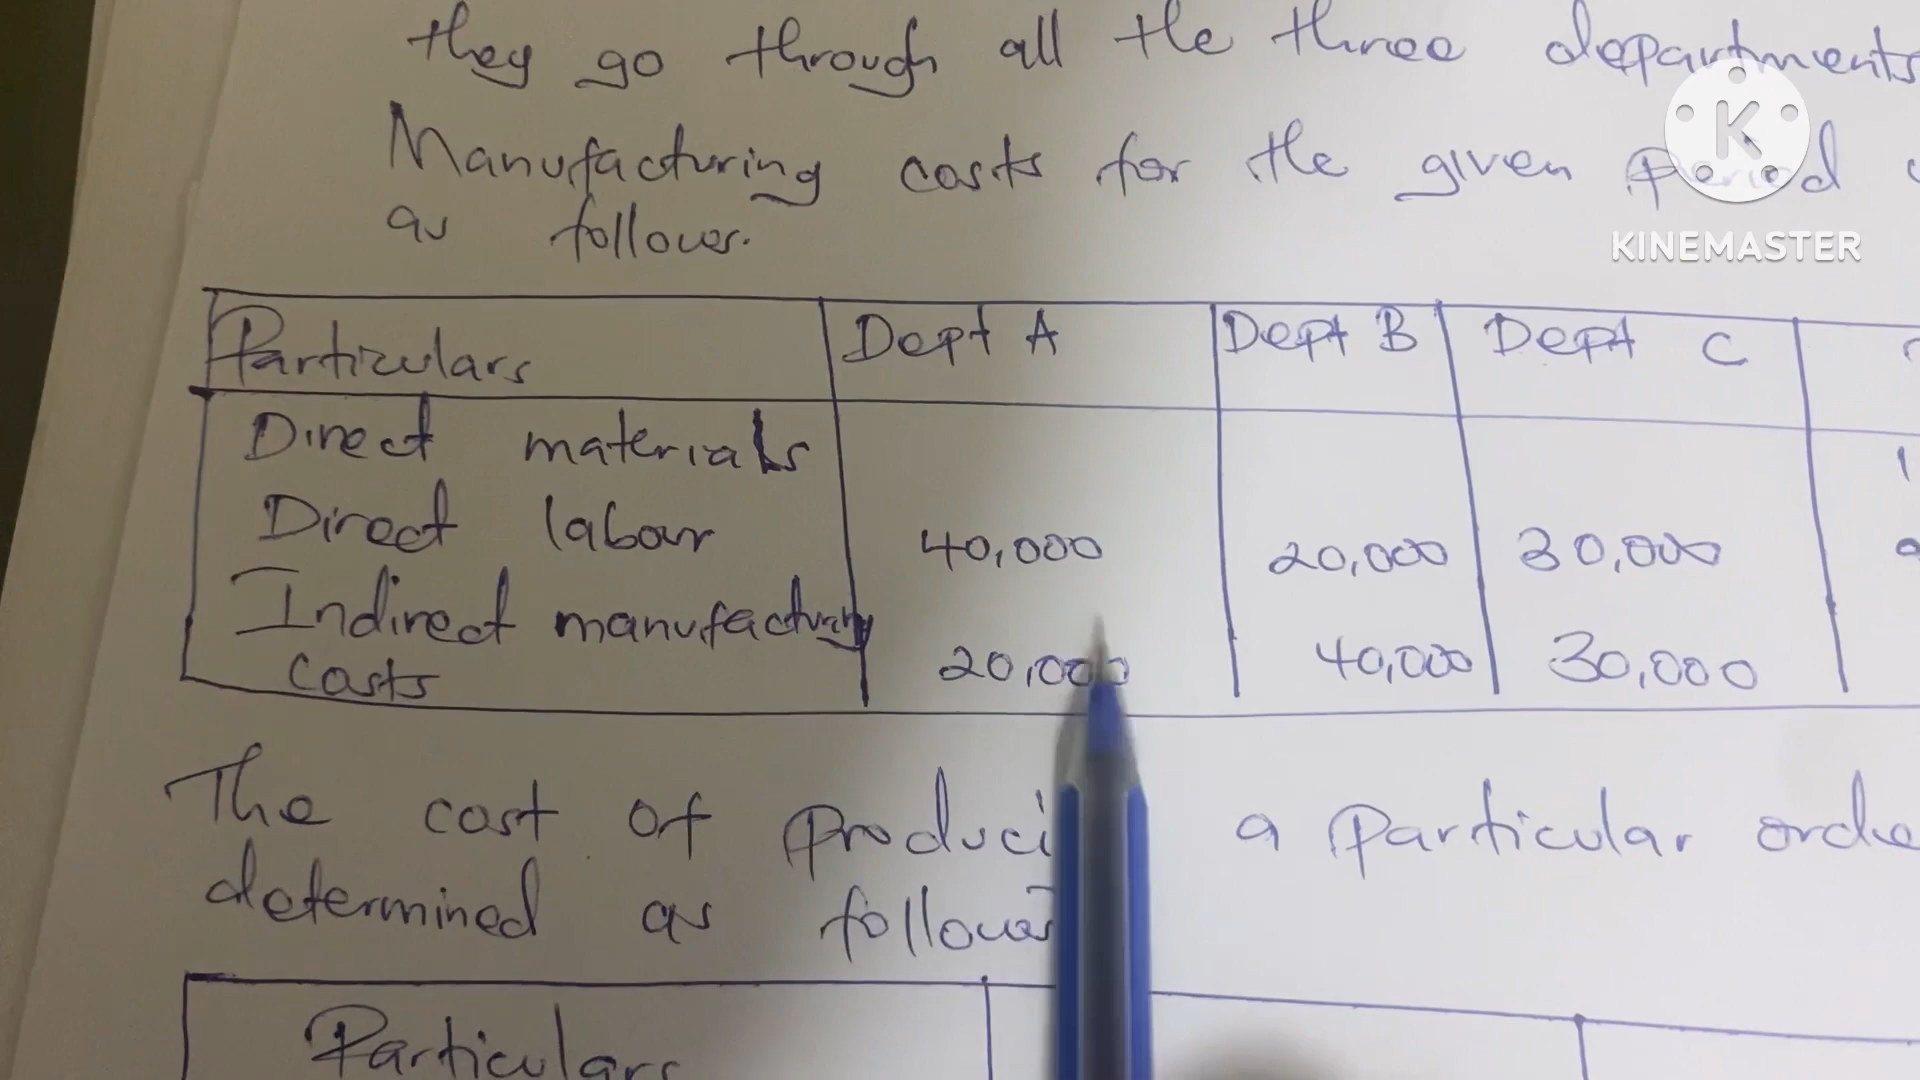 they go through all the three departments
Manufacturing costs for the given period
as follows.
K
KINEMASTER
Particulars Dept A Dept B Dept C
Direct materials
Direct labour 40,000 20,000 30,000
Indirect manufacturing
costs 20,000 40,000 30,000
The cost of produci a particular orde
determined as follows
Particulars